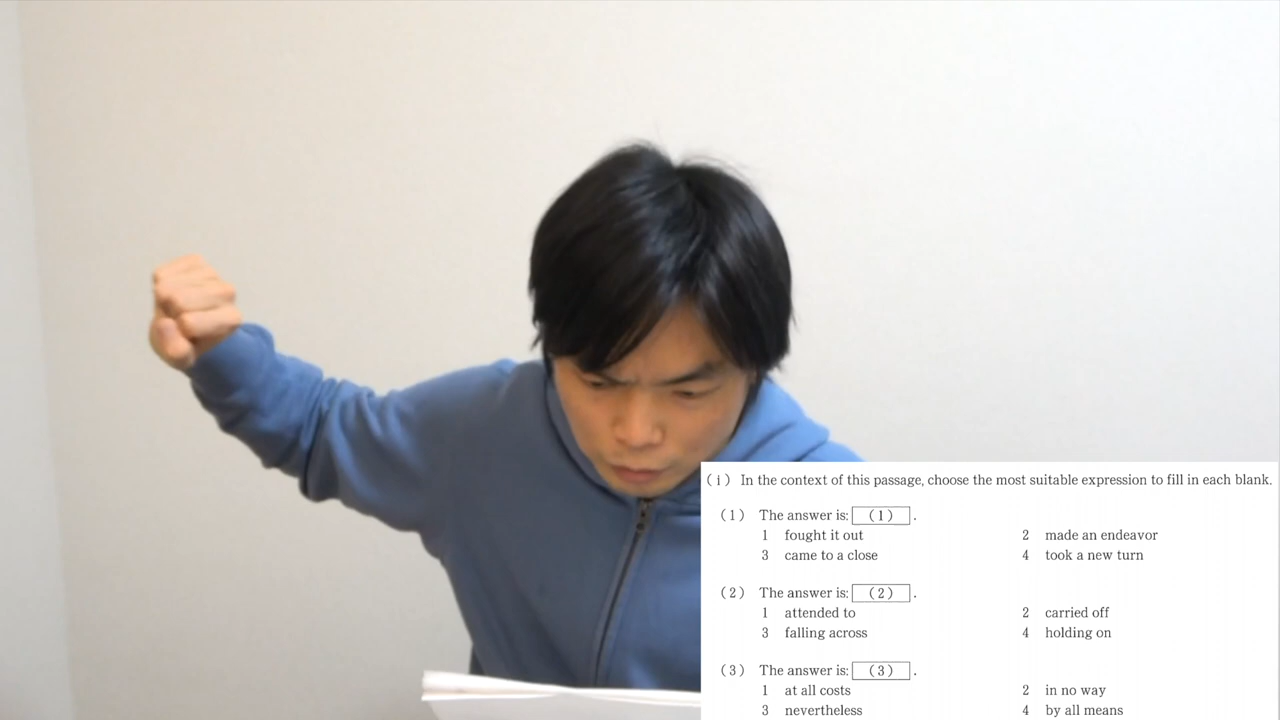 (i) In the context of this passage, choose the most suitable expression to fill in each blank.
(1) The answer is: (1) .
1 fought it out 2 made an endeavor
3 came to a close 4 took a new turn
(2) The answer is: (2) .
1 attended to 2 carried off
3 falling across 4 holding on
(3) The answer is: (3) .
1 at all costs 2 in no way
3 nevertheless 4 by all means